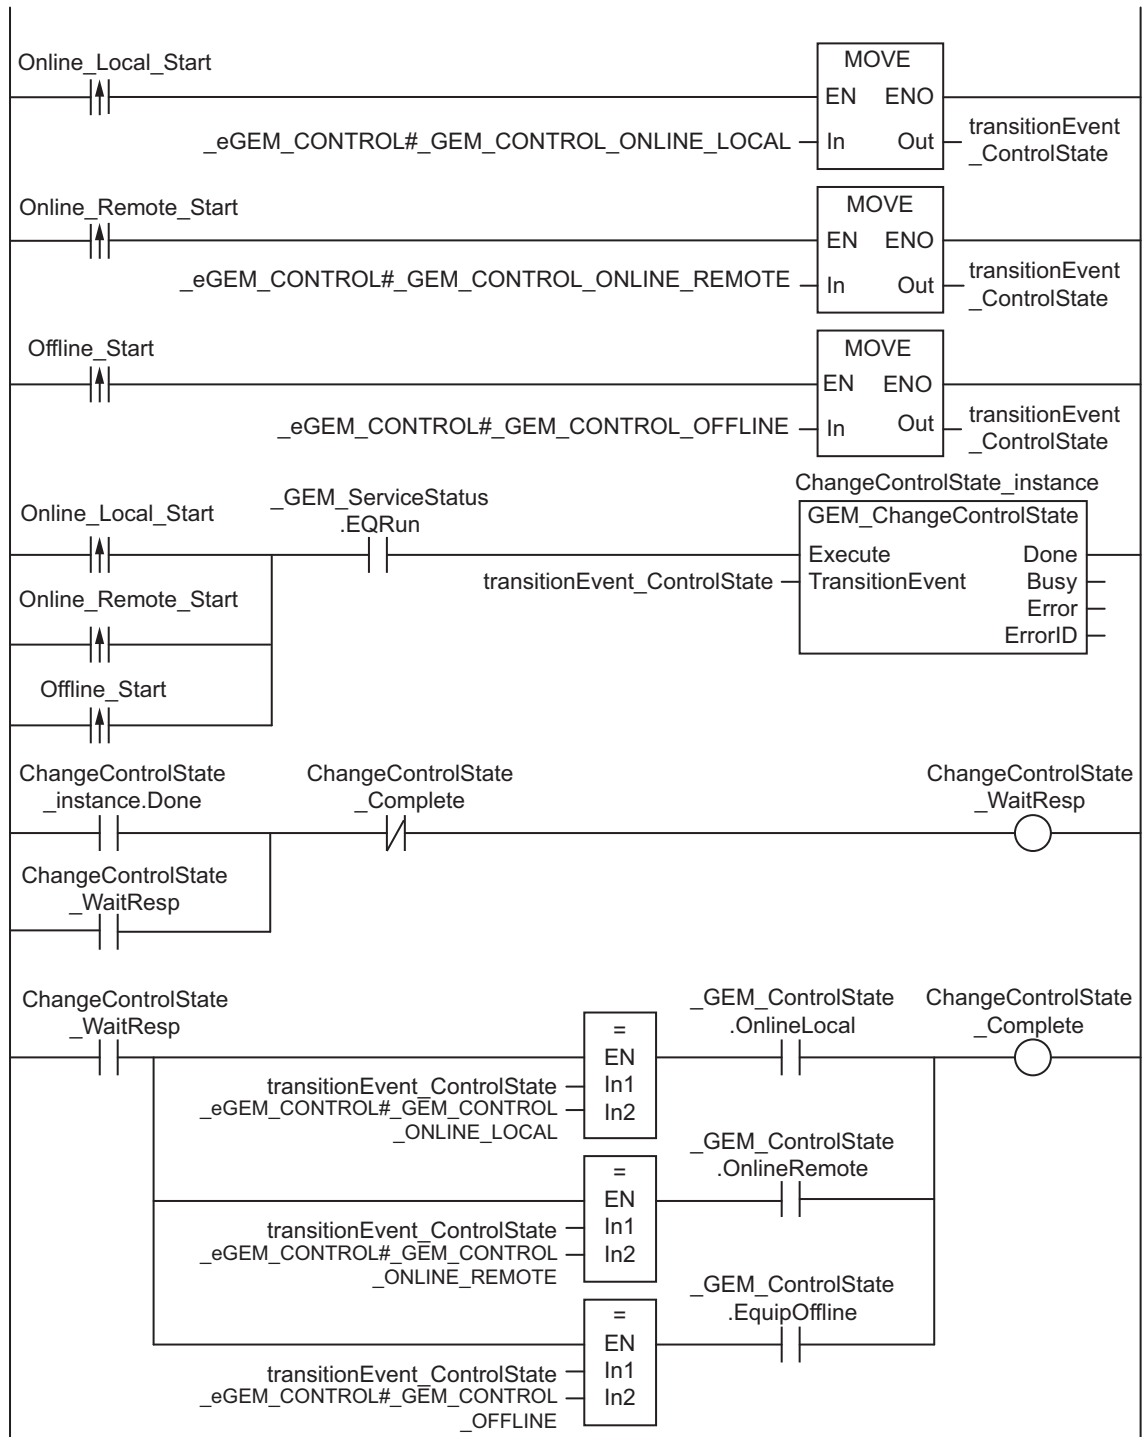 Online_Local_Start
MOVE
EN ENO
_eGEM_CONTROL#_GEM_CONTROL_ONLINE_LOCAL
In Out
transitionEvent
_ControlState
Online_Remote_Start
MOVE
EN ENO
_eGEM_CONTROL#_GEM_CONTROL_ONLINE_REMOTE
In Out
transitionEvent
_ControlState
Offline_Start
MOVE
EN ENO
_eGEM_CONTROL#_GEM_CONTROL_OFFLINE
In Out
transitionEvent
_ControlState
Online_Local_Start
_GEM_ServiceStatus
.EQRun
ChangeControlState_instance
GEM_ChangeControlState
Execute Done
transitionEvent_ControlState
TransitionEvent Busy
Error
ErrorID
Online_Remote_Start
Offline_Start
ChangeControlState
_instance.Done
ChangeControlState
_Complete
ChangeControlState
_WaitResp
ChangeControlState
_WaitResp
ChangeControlState
_WaitResp
=
EN
In1
In2
transitionEvent_ControlState
_eGEM_CONTROL#_GEM_CONTROL
_ONLINE_LOCAL
_GEM_ControlState
.OnlineLocal
ChangeControlState
_Complete
=
EN
In1
In2
transitionEvent_ControlState
_eGEM_CONTROL#_GEM_CONTROL
_ONLINE_REMOTE
_GEM_ControlState
.OnlineRemote
=
EN
In1
In2
transitionEvent_ControlState
_eGEM_CONTROL#_GEM_CONTROL
_OFFLINE
_GEM_ControlState
.EquipOffline